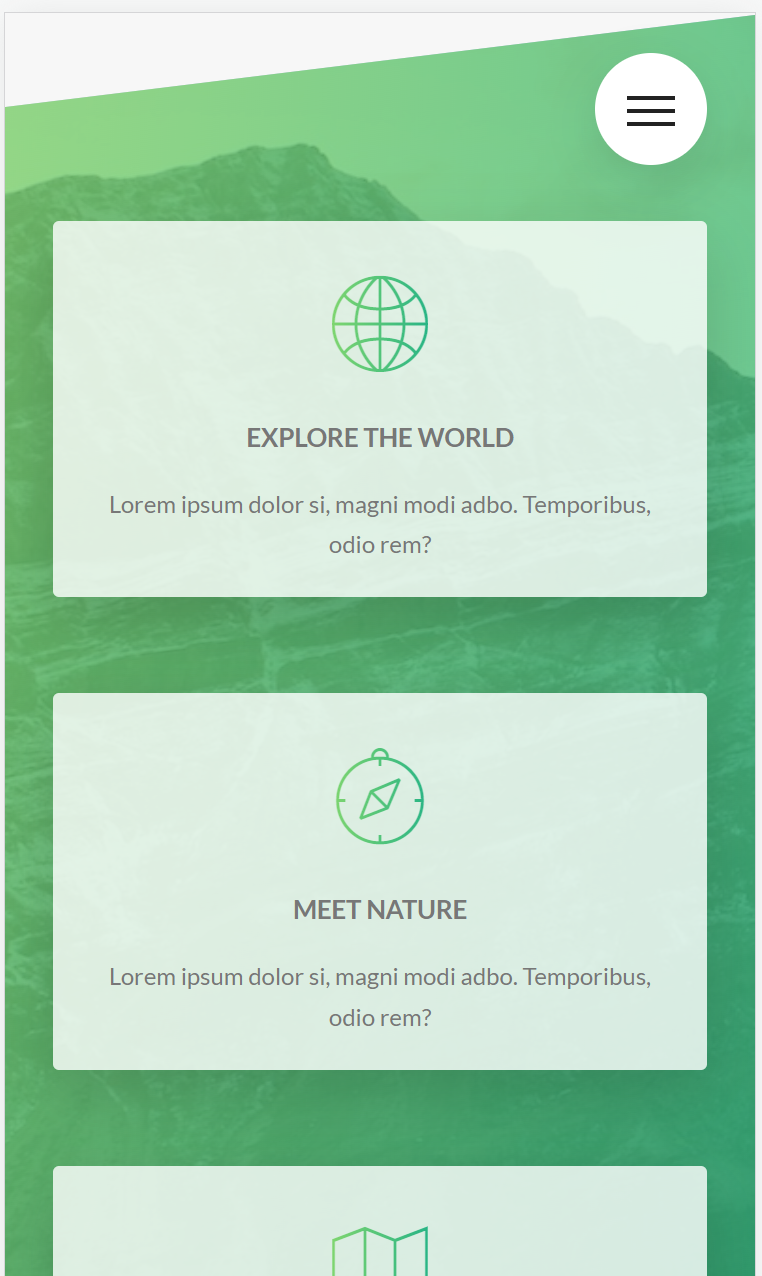 EXPLORE THE WORLD
Lorem ipsum dolor si, magni modi adbo. Temporibus,
odio rem?
MEET NATURE
Lorem ipsum dolor si, magni modi adbo. Temporibus,
odio rem?